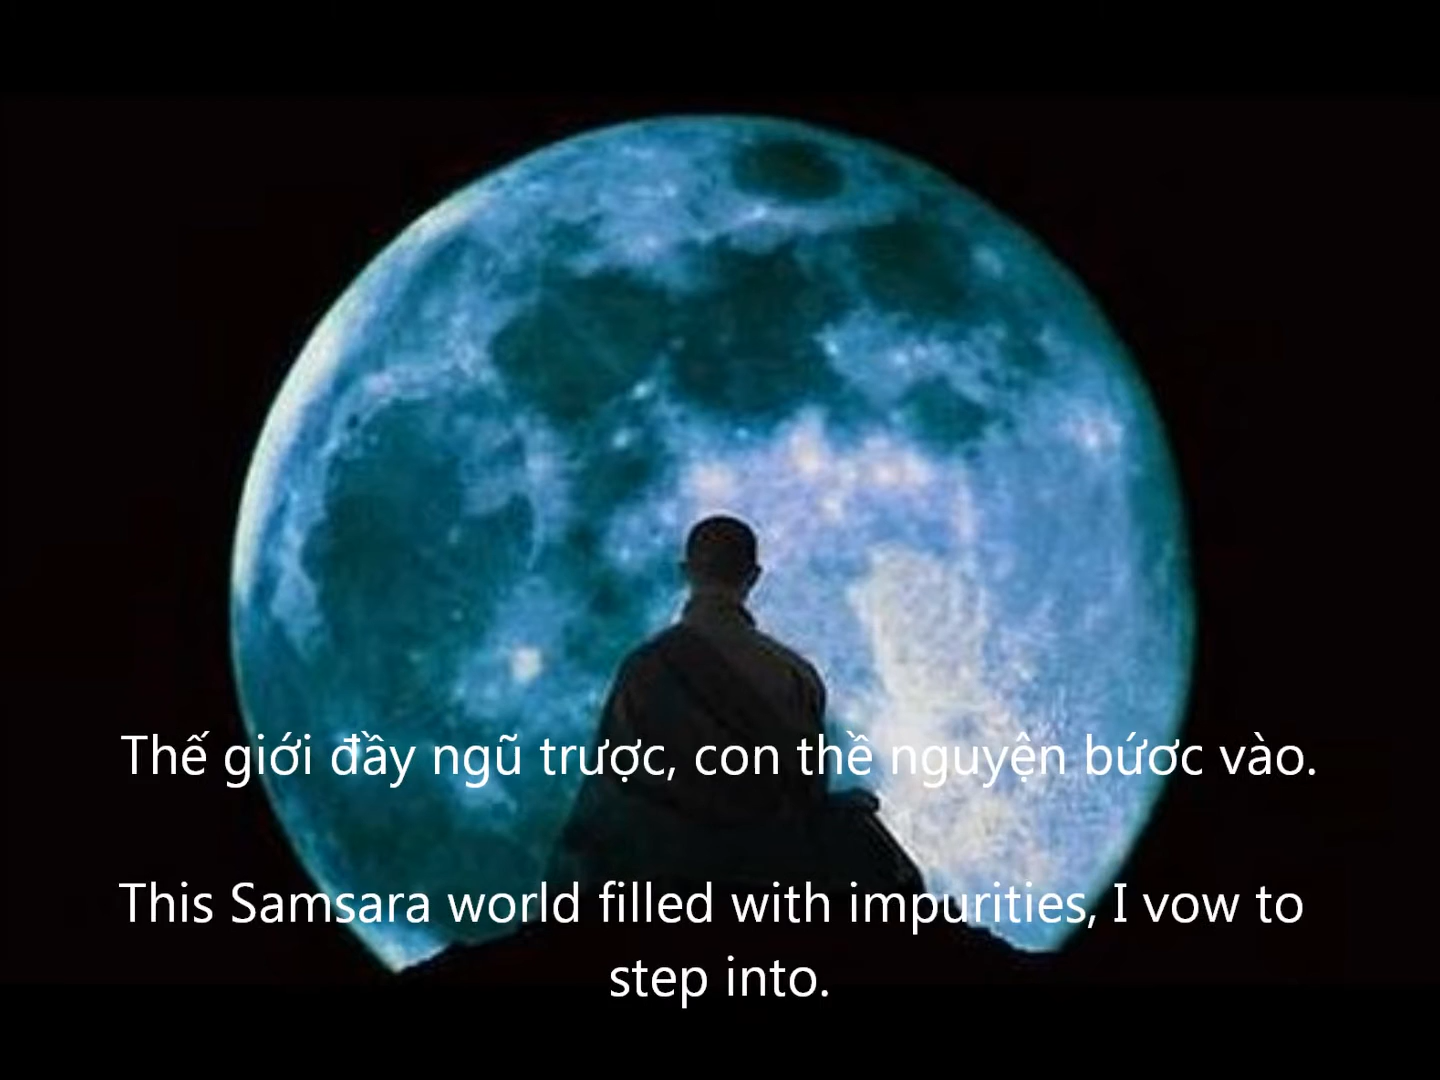 Thế giới đầy ngũ trược, con thề nguyện bứơc vào.
This Samsara world filled with impurities, I vow to
step into.